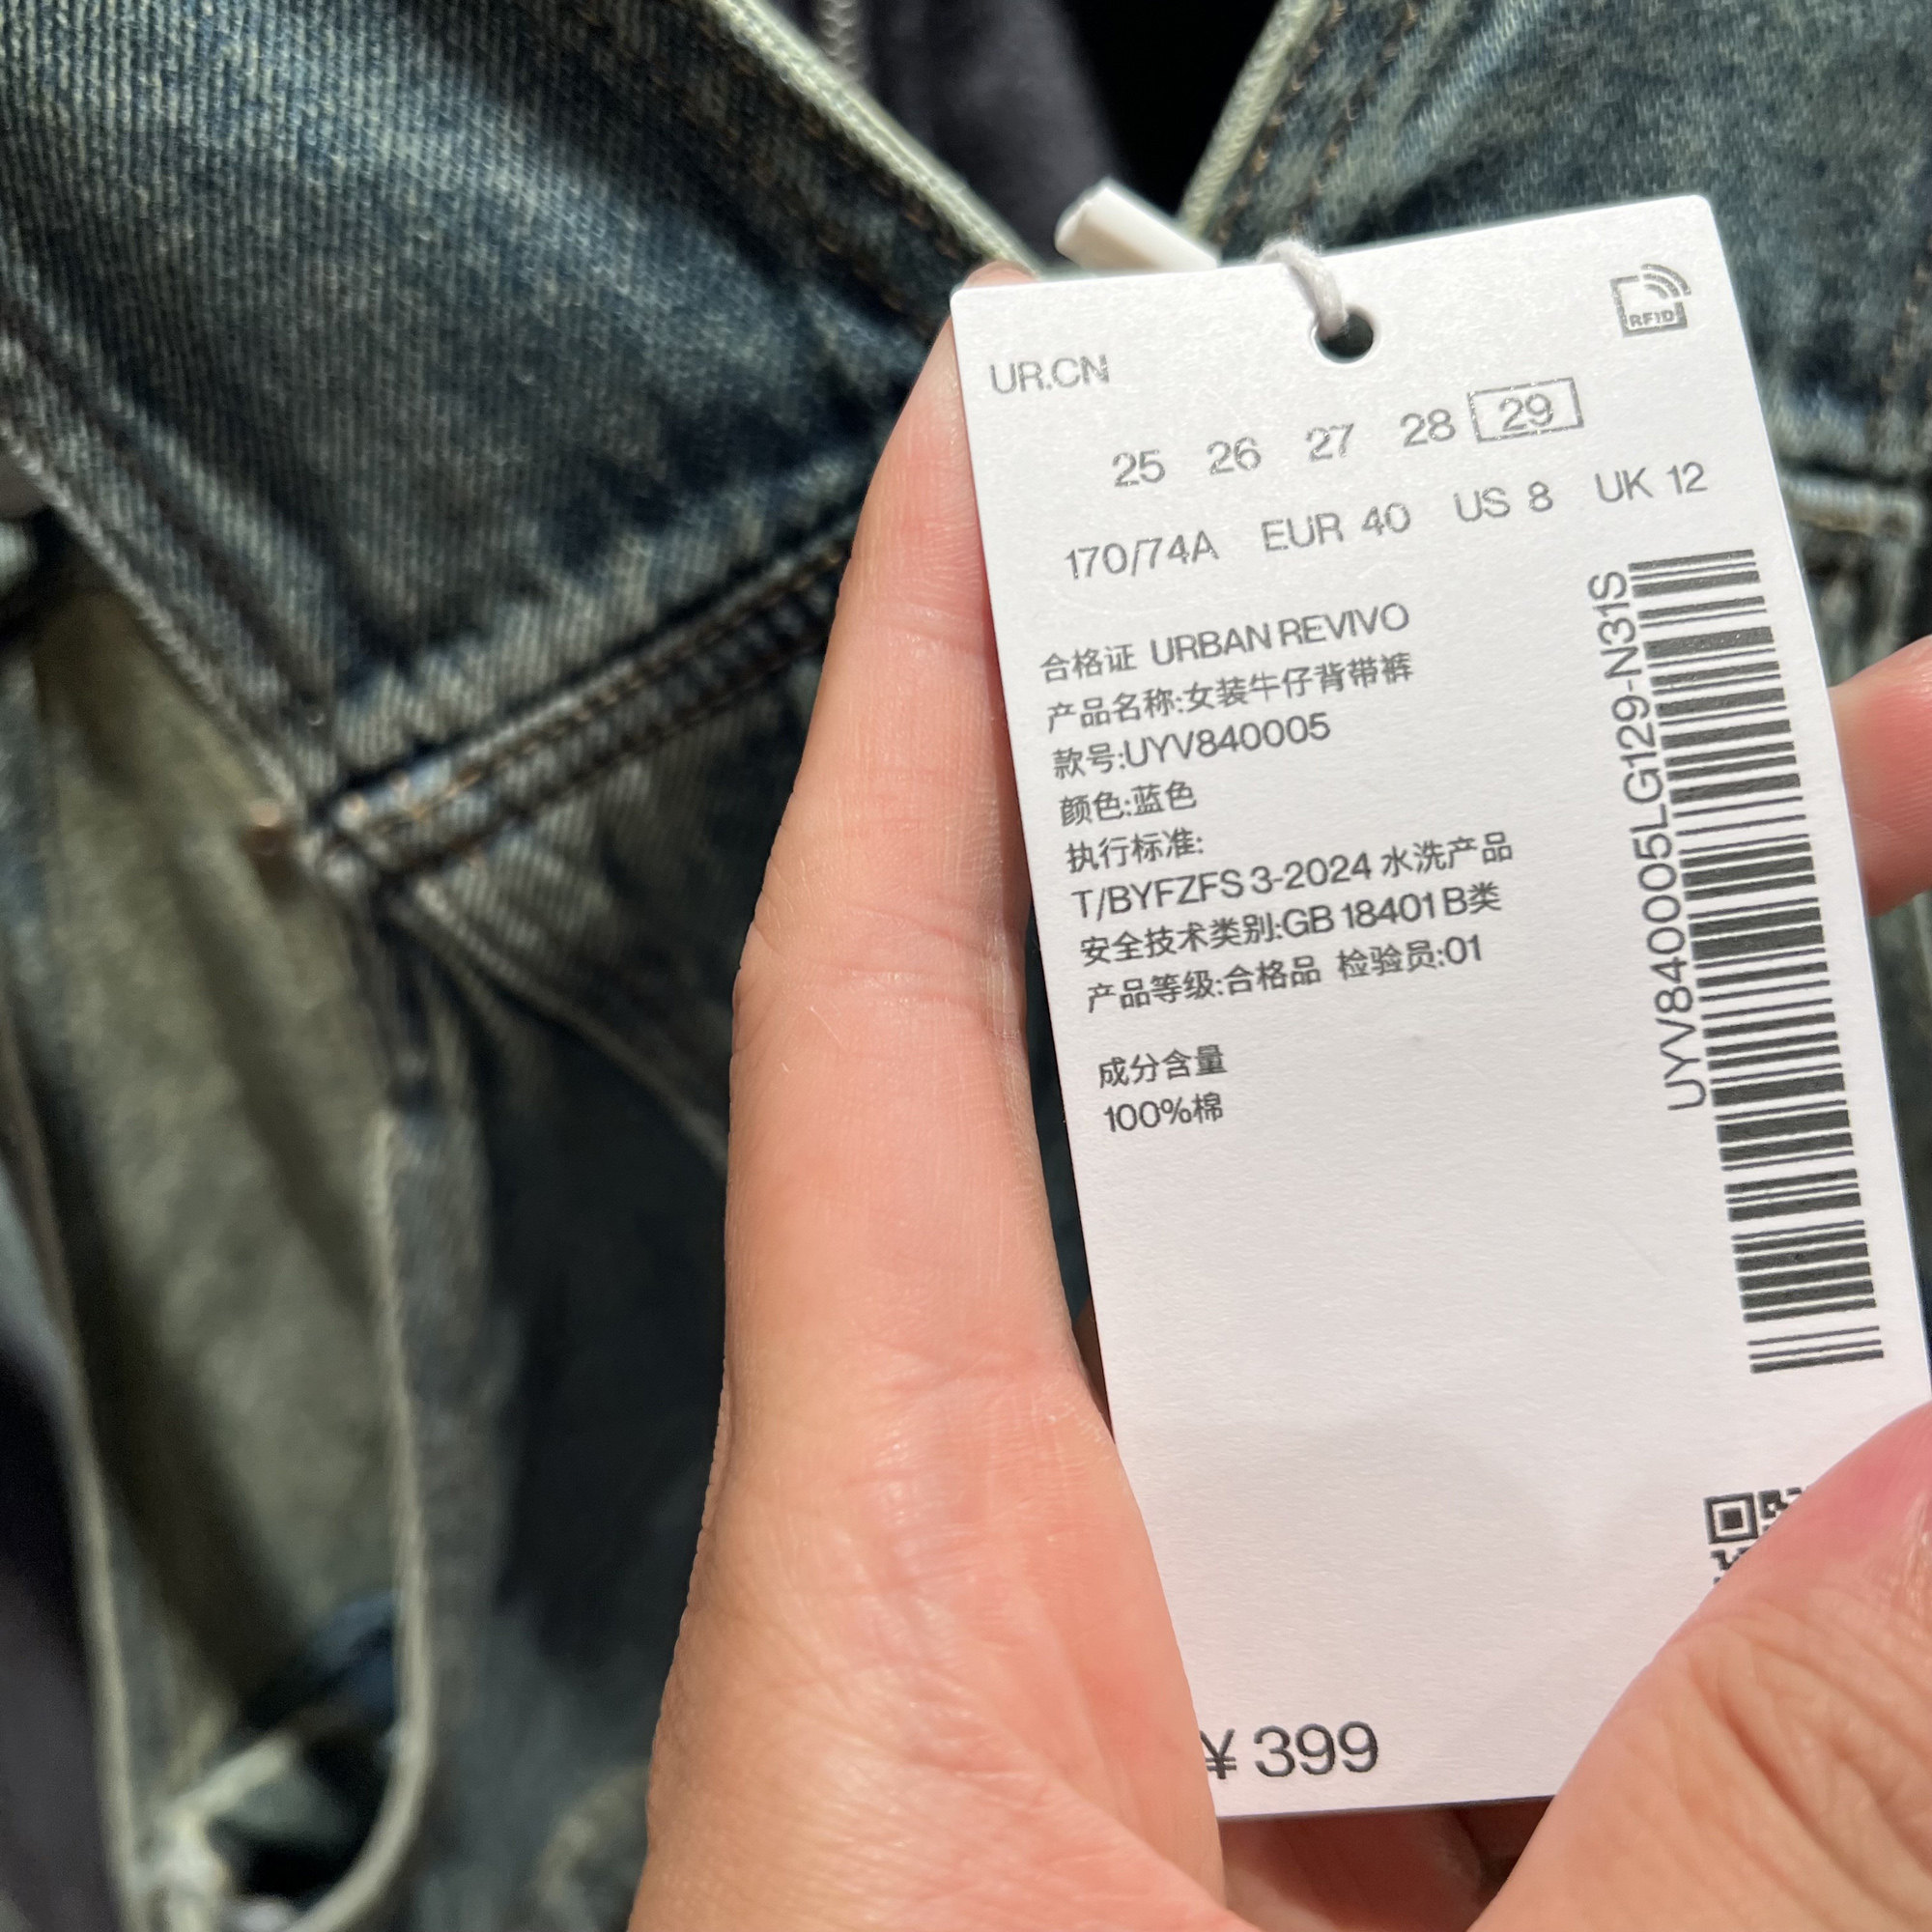 RFID
UR.CN
25 26 27 28 29
170/74A EUR 40 US 8 UK 12
合格证 URBAN REVIVO
产品名称:女装牛仔背带裤
款号:UYV840005
颜色:蓝色
执行标准:
T/BYFZFS 3-2024 水洗产品
安全技术类别:GB 18401 B类
产品等级:合格品 检验员:01
成分含量
100%棉
UYV840005LG129-N31S
¥ 399